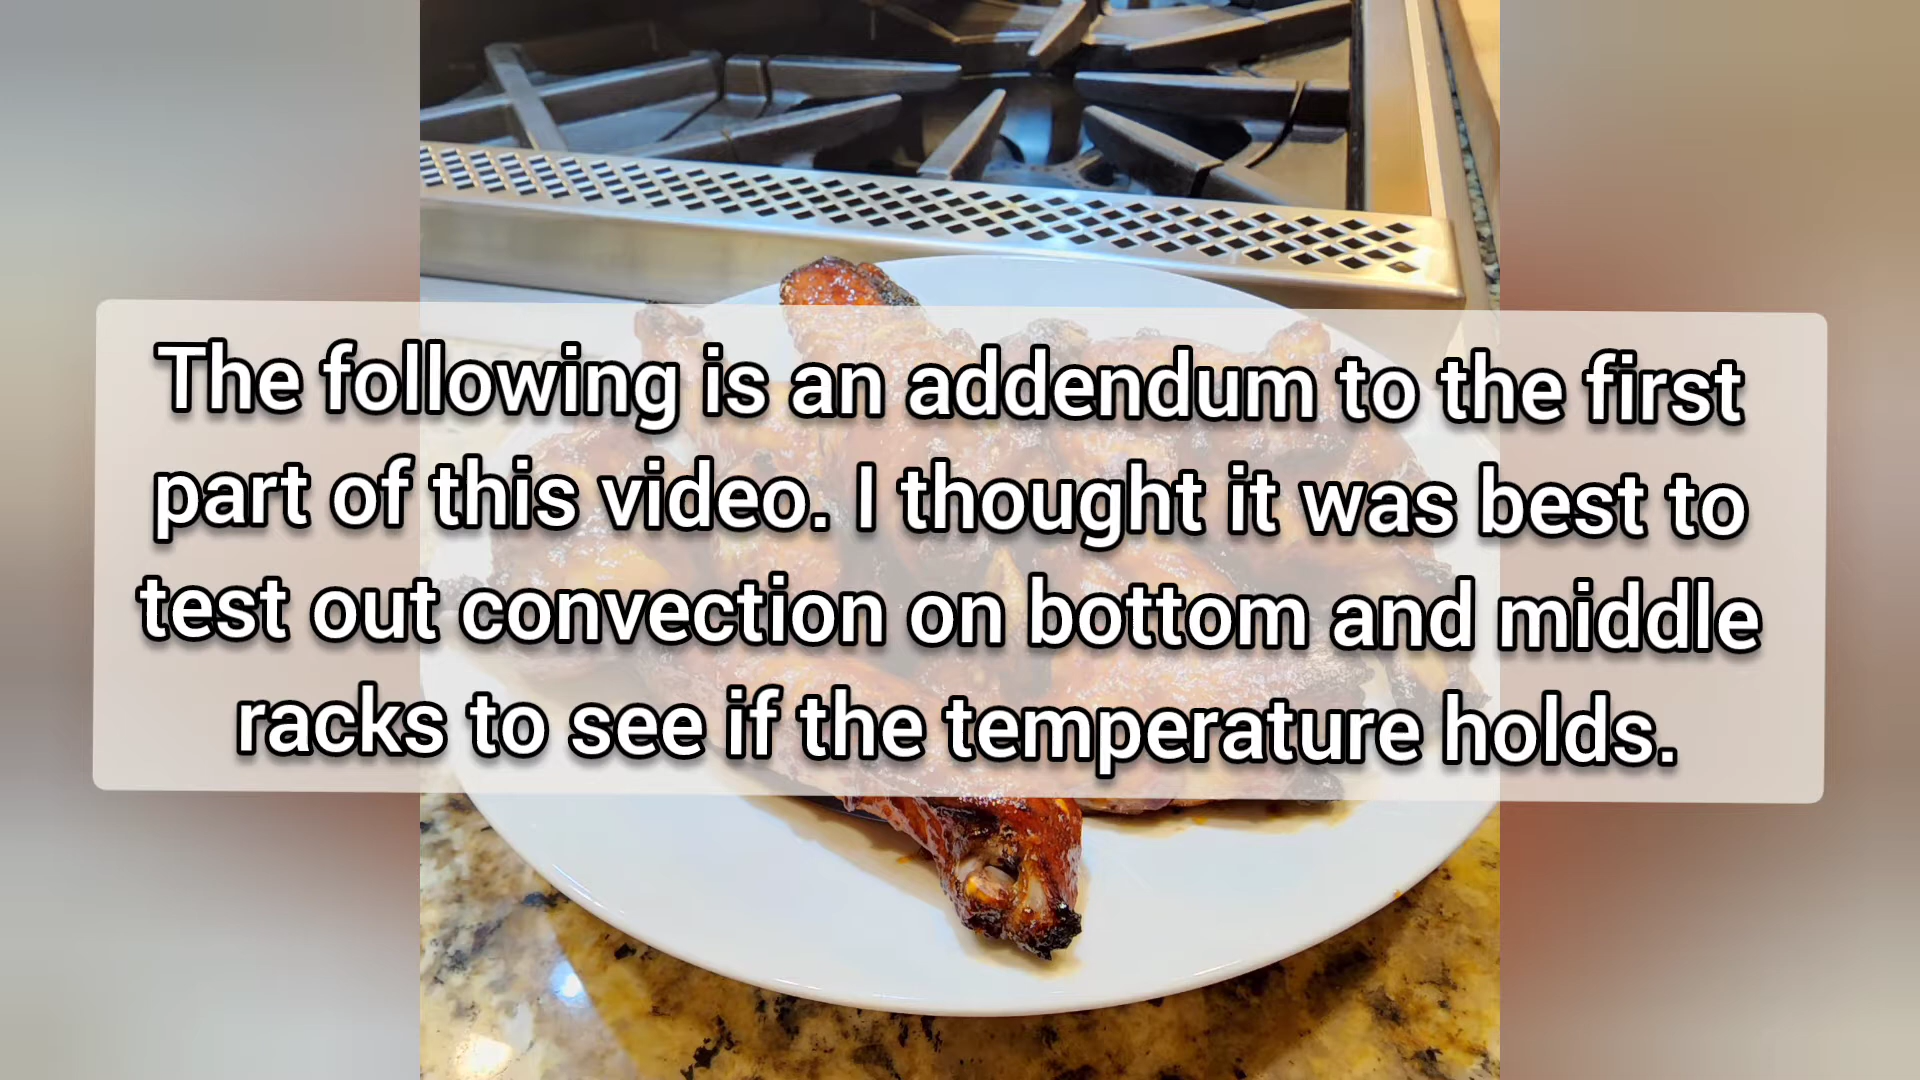 The following is an addendum to the first
part of this video. I thought it was best to
test out convection on bottom and middle
racks to see if the temperature holds.